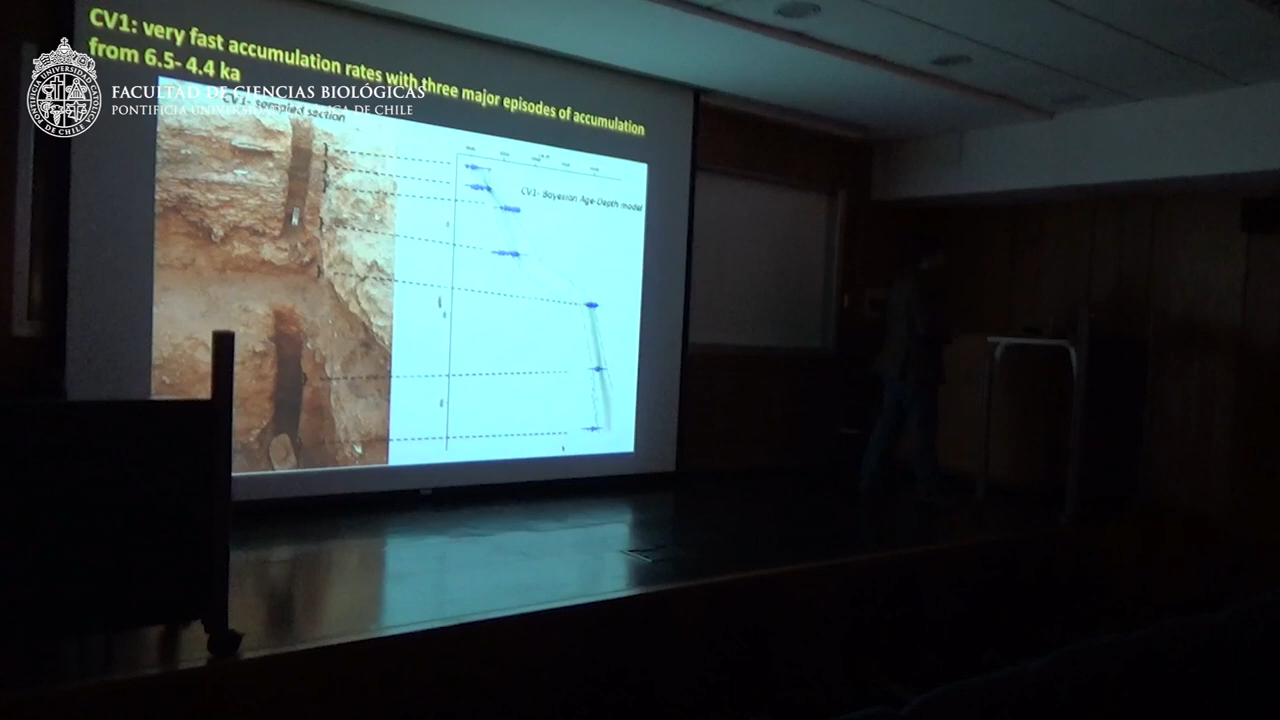 CV1: very fast accumulation rates with three major episodes of accumulation
from 6.5- 4.4 ka
FACULTAD DE CIENCIAS BIOLÓGICAS
PONTIFICIA UNIVERSIDAD CATÓLICA DE CHILE
CV1- sampled section
CV1- Bayesian Age-Depth model